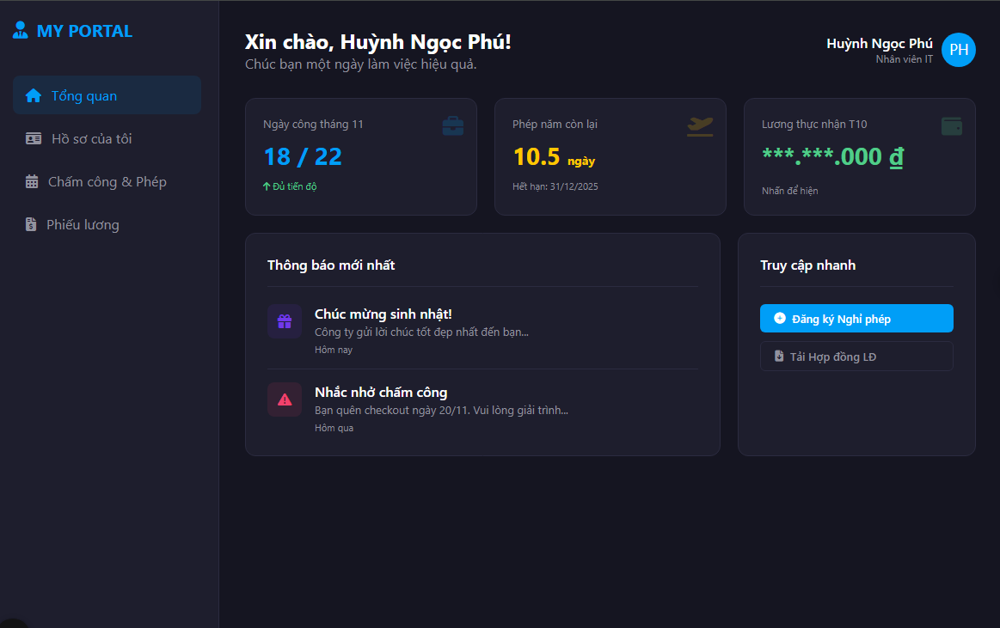 MY PORTAL
Tổng quan
Hồ sơ của tôi
Chấm công & Phép
Phiếu lương
Xin chào, Huỳnh Ngọc Phú!
Chúc bạn một ngày làm việc hiệu quả.
Huỳnh Ngọc Phú
Nhân viên IT
PH
Ngày công tháng 11
18 / 22
Đủ tiến độ
Phép năm còn lại
10.5 ngày
Hết hạn: 31/12/2025
Lương thực nhận T10
***.***.000 ₫
Nhấn để hiện
Thông báo mới nhất
Chúc mừng sinh nhật!
Công ty gửi lời chúc tốt đẹp nhất đến bạn...
Hôm nay
Nhắc nhở chấm công
Bạn quên checkout ngày 20/11. Vui lòng giải trình...
Hôm qua
Truy cập nhanh
Đăng ký Nghỉ phép
Tải Hợp đồng LĐ